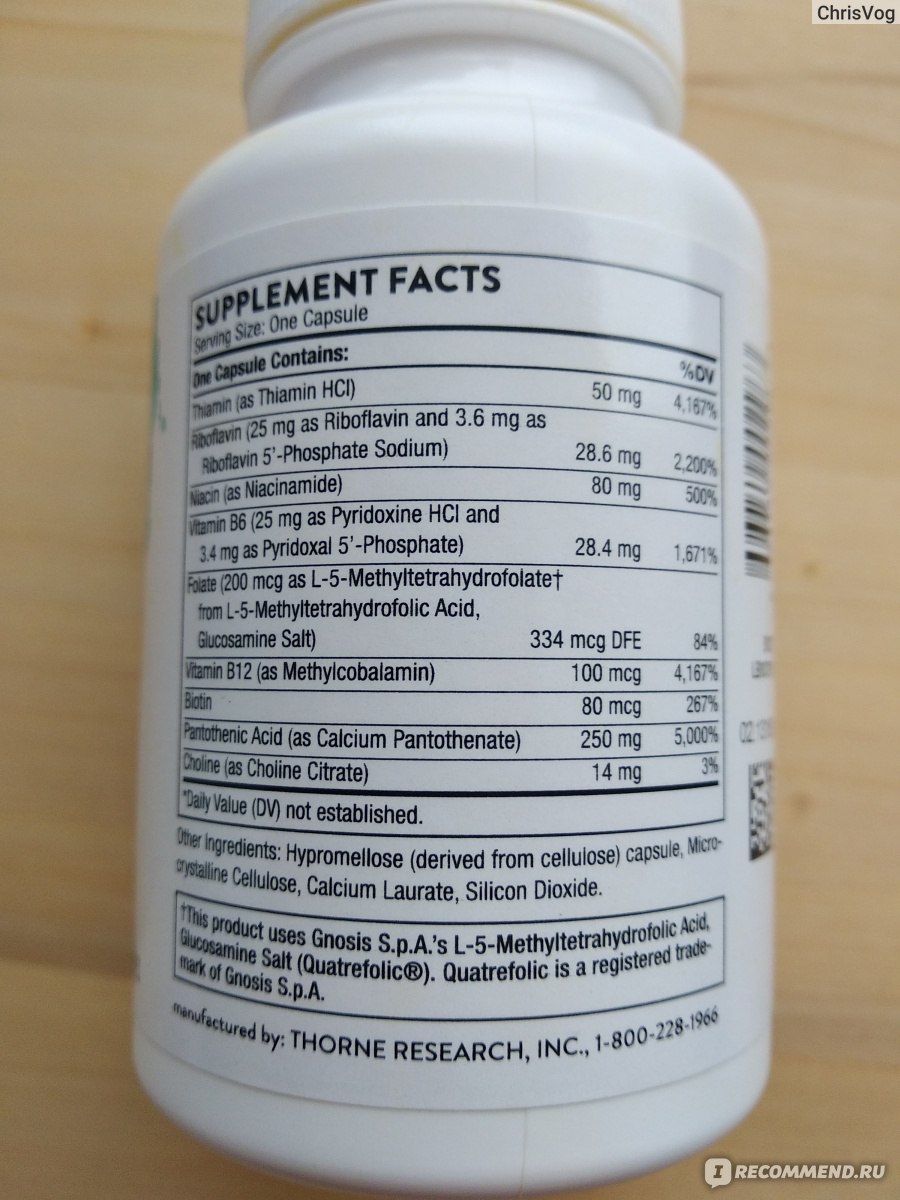 ChrisVog
SUPPLEMENT FACTS
Serving Size: One Capsule
One Capsule Contains: %DV
Thiamin (as Thiamin HCl) 50 mg 4,167%
Riboflavin (25 mg as Riboflavin and 3.6 mg as
Riboflavin 5'-Phosphate Sodium) 28.6 mg 2,200%
Niacin (as Niacinamide) 80 mg 500%
Vitamin B6 (25 mg as Pyridoxine HCl and
3.4 mg as Pyridoxal 5'-Phosphate) 28.4 mg 1,671%
Folate (200 mcg as L-5-Methyltetrahydrofolate†
from L-5-Methyltetrahydrofolic Acid,
Glucosamine Salt) 334 mcg DFE 84%
Vitamin B12 (as Methylcobalamin) 100 mcg 4,167%
Biotin 80 mcg 267%
Pantothenic Acid (as Calcium Pantothenate) 250 mg 5,000%
Choline (as Choline Citrate) 14 mg 3%
*Daily Value (DV) not established.
Other Ingredients: Hypromellose (derived from cellulose) capsule, Micro-
crystalline Cellulose, Calcium Laurate, Silicon Dioxide.
†This product uses Gnosis S.p.A.'s L-5-Methyltetrahydrofolic Acid,
Glucosamine Salt (Quatrefolic®). Quatrefolic is a registered trade-
mark of Gnosis S.p.A.
manufactured by: THORNE RESEARCH, INC., 1-800-228-1966
IRECOMMEND.RU